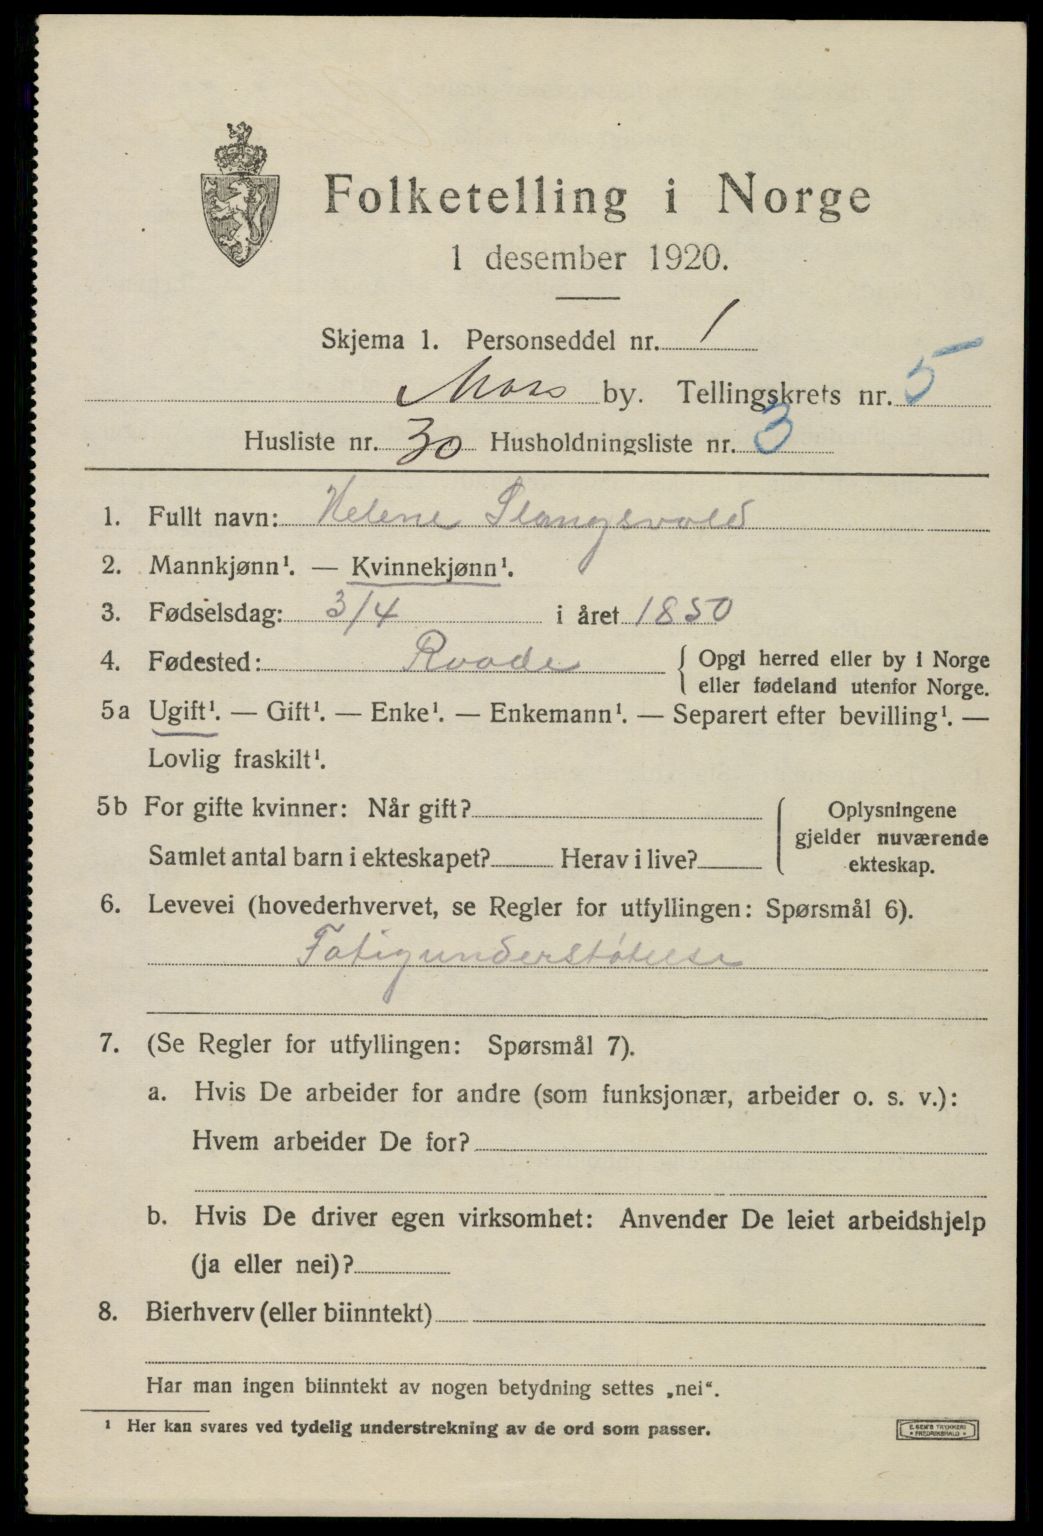 Folketelling i Norge
1 desember 1920.
Skjema 1. Personseddel nr. 1
Moss by. Tellingskrets nr. 5
Husliste nr. 30 Husholdningsliste nr. 3
1. Fullt navn: Helene Slangsvold
2. Mannkjønn¹. — Kvinnekjønn¹.
3. Fødselsdag: 3/4 i året 1850
4. Fødested: Raade { Opgi herred eller by i Norge
eller fødeland utenfor Norge.
5a Ugift¹. — Gift¹. — Enke¹. — Enkemann¹. — Separert efter bevilling¹. —
Lovlig fraskilt¹.
5b For gifte kvinner: Når gift? { Oplysningene
gjelder nuværende
Samlet antal barn i ekteskapet? Herav i live? ekteskap.
6. Levevei (hovederhvervet, se Regler for utfyllingen: Spørsmål 6).
Fatigunderstøtelse
7. (Se Regler for utfyllingen: Spørsmål 7).
a. Hvis De arbeider for andre (som funksjonær, arbeider o. s. v.):
Hvem arbeider De for?
b. Hvis De driver egen virksomhet: Anvender De leiet arbeidshjelp
(ja eller nei)?
8. Bierhverv (eller biinntekt)
Har man ingen biinntekt av nogen betydning settes „nei“.
¹ Her kan svares ved tydelig understrekning av de ord som passer.
E. SEM'S TRYKKERI
• FREDRIKSHALD •